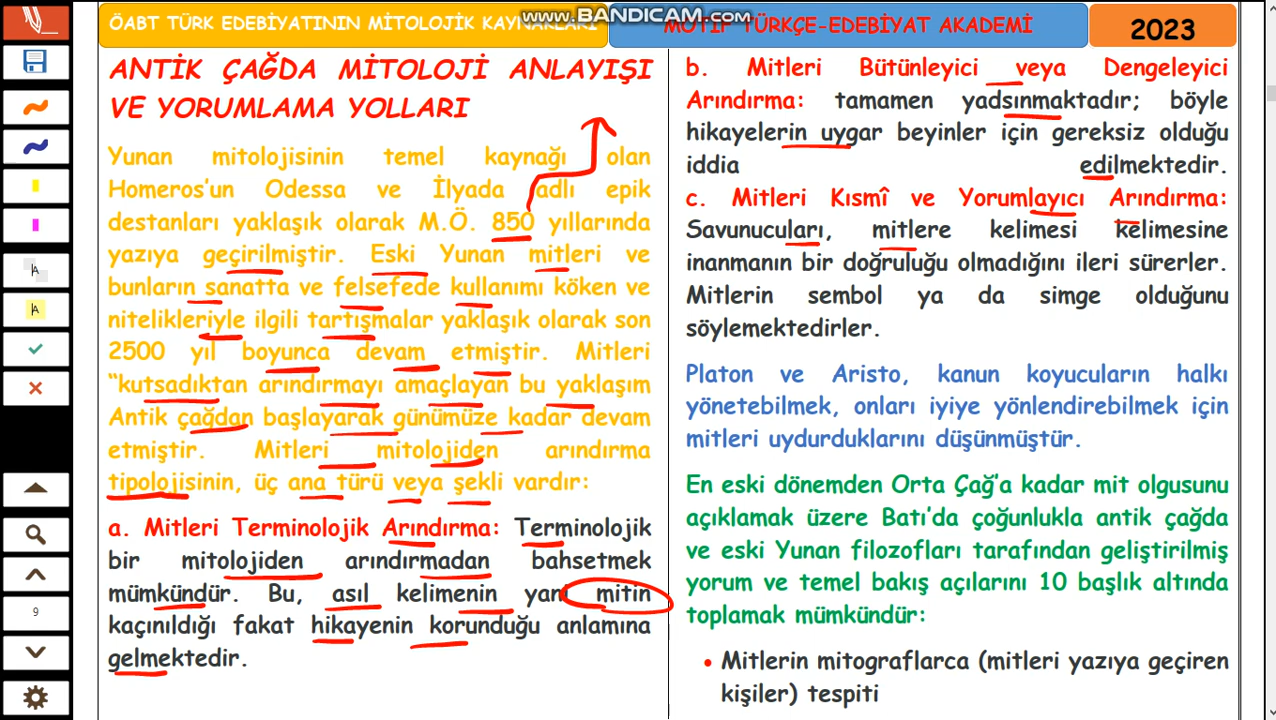 ÖABT TÜRK EDEBİYATININ MİTOLOJİK KAYNAKLARI
www.BANDICAM.com
MOTİF TÜRKÇE-EDEBİYAT AKADEMİ
2023
ANTİK ÇAĞDA MİTOLOJİ ANLAYIŞI
VE YORUMLAMA YOLLARI
Yunan mitolojisinin temel kaynağı olan
Homeros'un Odessa ve İlyada adlı epik
destanları yaklaşık olarak M.Ö. 850 yıllarında
yazıya geçirilmiştir. Eski Yunan mitleri ve
bunların sanatta ve felsefede kullanımı köken ve
nitelikleriyle ilgili tartışmalar yaklaşık olarak son
2500 yıl boyunca devam etmiştir. Mitleri
“kutsadıktan arındırmayı amaçlayan bu yaklaşım
Antik çağdan başlayarak günümüze kadar devam
etmiştir. Mitleri mitolojiden arındırma
tipolojisinin, üç ana türü veya şekli vardır:
a. Mitleri Terminolojik Arındırma: Terminolojik
bir mitolojiden arındırmadan bahsetmek
mümkündür. Bu, asıl kelimenin yani mitin
kaçınıldığı fakat hikayenin korunduğu anlamına
gelmektedir.
b. Mitleri Bütünleyici veya Dengeleyici
Arındırma: tamamen yadsınmaktadır; böyle
hikayelerin uygar beyinler için gereksiz olduğu
iddia edilmektedir.
c. Mitleri Kısmî ve Yorumlayıcı Arındırma:
Savunucuları, mitlere kelimesi kelimesine
inanmanın bir doğruluğu olmadığını ileri sürerler.
Mitlerin sembol ya da simge olduğunu
söylemektedirler.
Platon ve Aristo, kanun koyucuların halkı
yönetebilmek, onları iyiye yönlendirebilmek için
mitleri uydurduklarını düşünmüştür.
En eski dönemden Orta Çağ'a kadar mit olgusunu
açıklamak üzere Batı'da çoğunlukla antik çağda
ve eski Yunan filozofları tarafından geliştirilmiş
yorum ve temel bakış açılarını 10 başlık altında
toplamak mümkündür:
• Mitlerin mitograflarca (mitleri yazıya geçiren
kişiler) tespiti
A
A
9